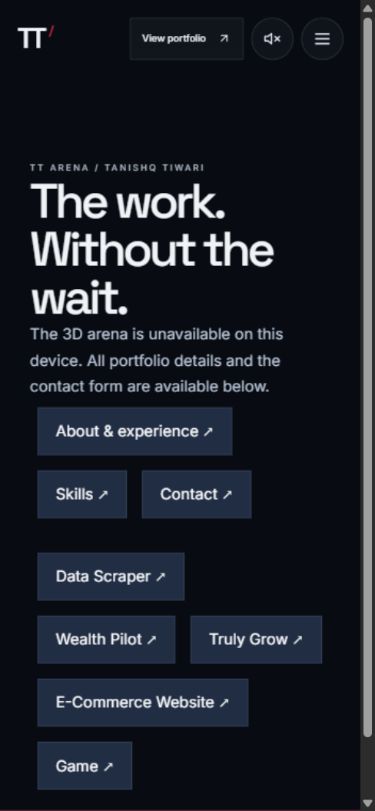 TT/
View portfolio ↗
TT ARENA / TANISHQ TIWARI
The work.
Without the
wait.
The 3D arena is unavailable on this
device. All portfolio details and the
contact form are available below.
About & experience ↗
Skills ↗ Contact ↗
Data Scraper ↗
Wealth Pilot ↗ Truly Grow ↗
E-Commerce Website ↗
Game ↗